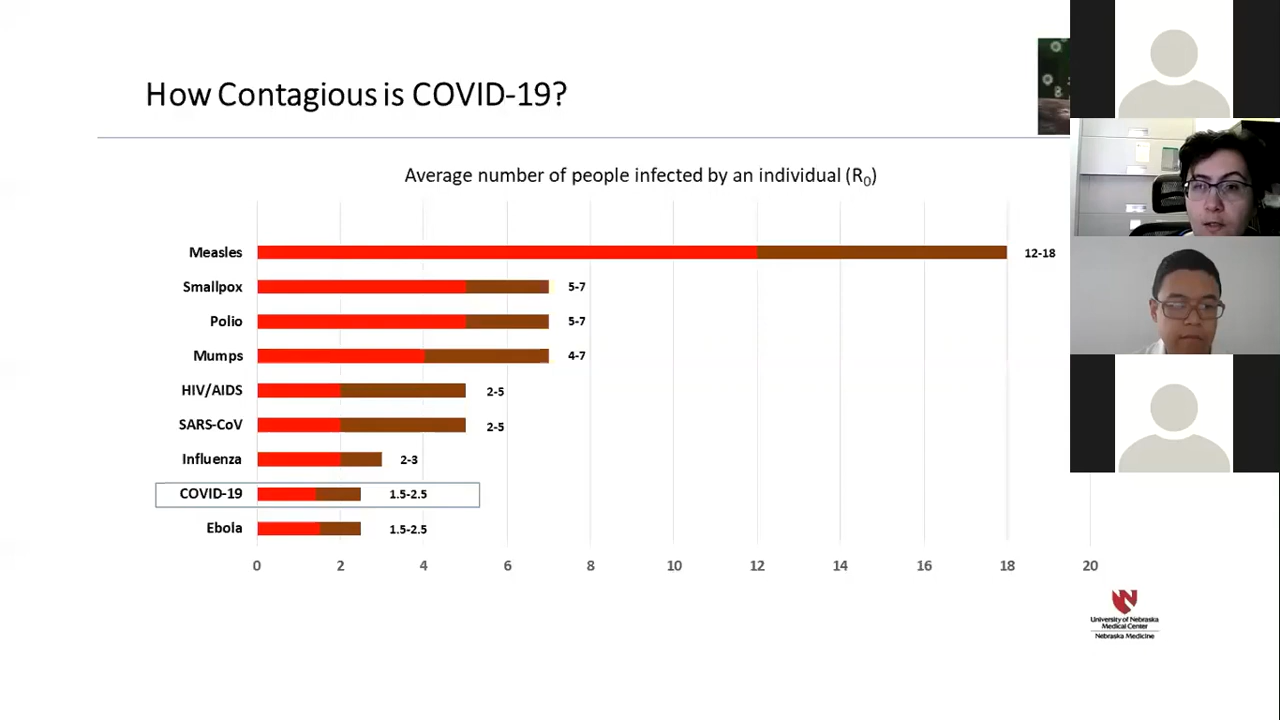 How Contagious is COVID-19?
Average number of people infected by an individual (R₀)
Measles 12-18
Smallpox 5-7
Polio 5-7
Mumps 4-7
HIV/AIDS 2-5
SARS-CoV 2-5
Influenza 2-3
COVID-19 1.5-2.5
Ebola 1.5-2.5
0 2 4 6 8 10 12 14 16 18 20
University of Nebraska
Medical Center
Nebraska Medicine